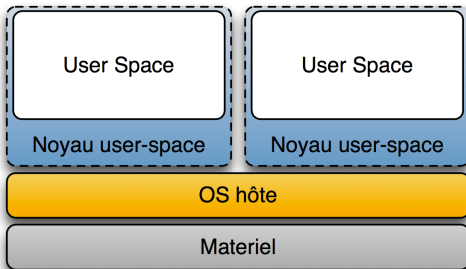 User Space User Space
Noyau user-space Noyau user-space
OS hôte
Materiel